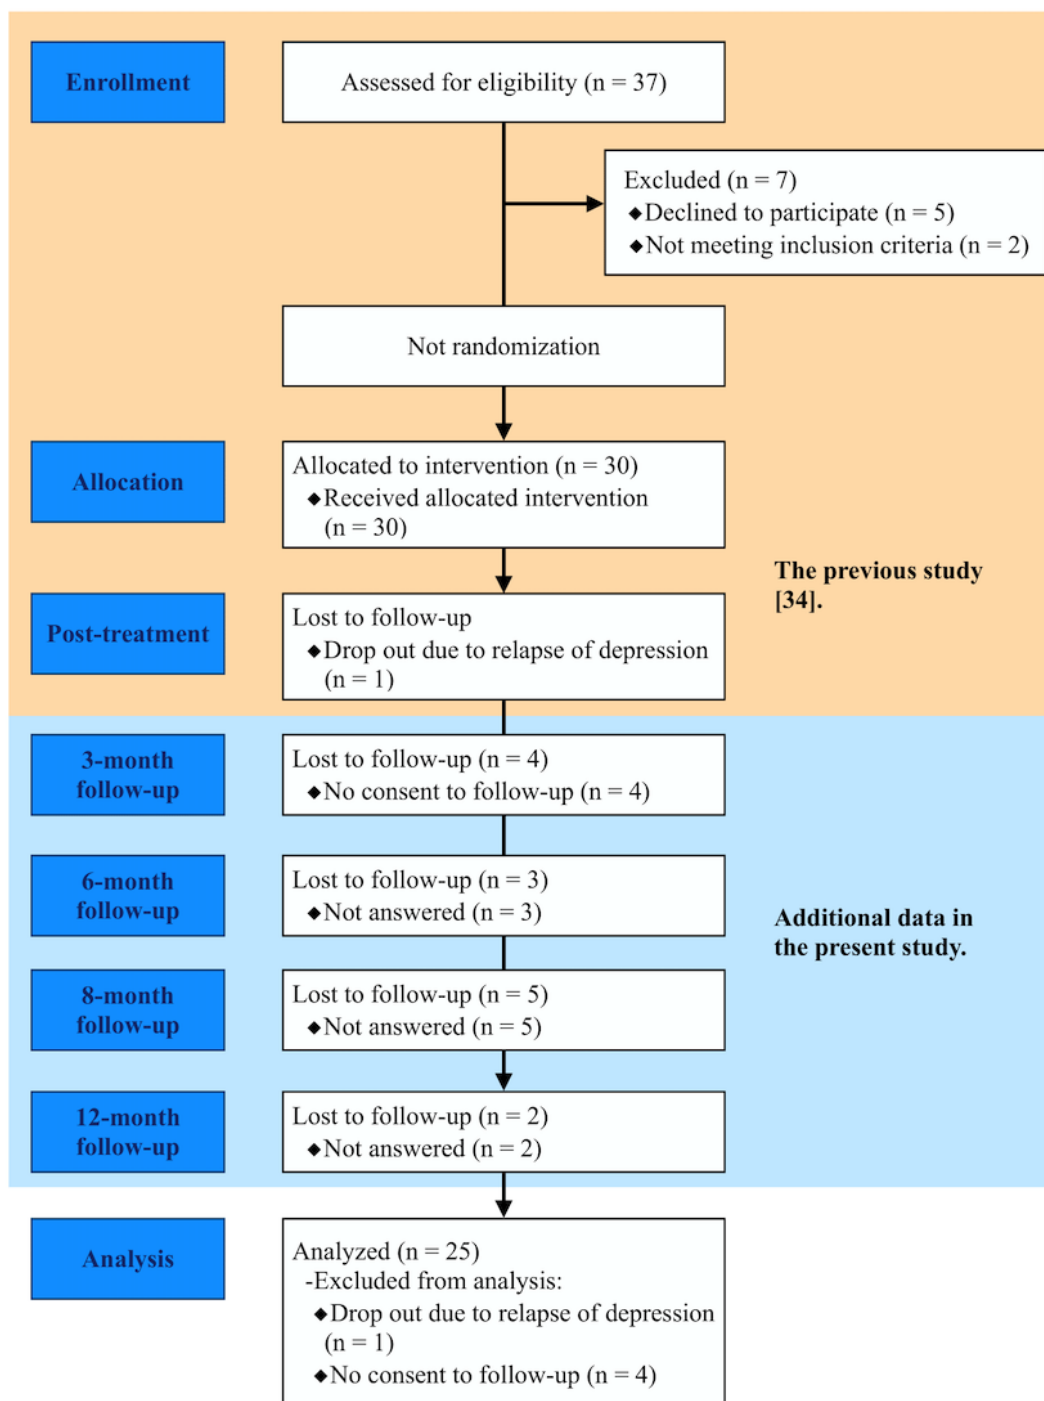 Enrollment
Assessed for eligibility (n = 37)
Excluded (n = 7)
◆Declined to participate (n = 5)
◆Not meeting inclusion criteria (n = 2)
Not randomization
Allocation
Allocated to intervention (n = 30)
◆Received allocated intervention
(n = 30)
The previous study
[34].
Post-treatment
Lost to follow-up
◆Drop out due to relapse of depression
(n = 1)
3-month
follow-up
Lost to follow-up (n = 4)
◆No consent to follow-up (n = 4)
6-month
follow-up
Lost to follow-up (n = 3)
◆Not answered (n = 3)
Additional data in
the present study.
8-month
follow-up
Lost to follow-up (n = 5)
◆Not answered (n = 5)
12-month
follow-up
Lost to follow-up (n = 2)
◆Not answered (n = 2)
Analysis
Analyzed (n = 25)
-Excluded from analysis:
◆Drop out due to relapse of depression
(n = 1)
◆No consent to follow-up (n = 4)